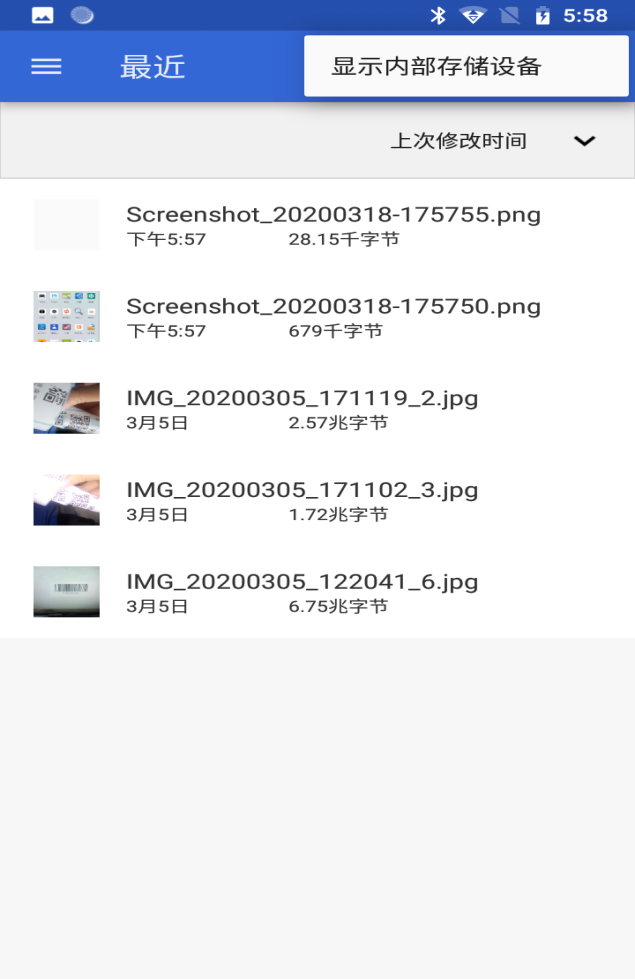 5:58
最近
显示内部存储设备
上次修改时间
Screenshot_20200318-175755.png
下午5:57 28.15千字节
Screenshot_20200318-175750.png
下午5:57 679千字节
IMG_20200305_171119_2.jpg
3月5日 2.57兆字节
IMG_20200305_171102_3.jpg
3月5日 1.72兆字节
IMG_20200305_122041_6.jpg
3月5日 6.75兆字节